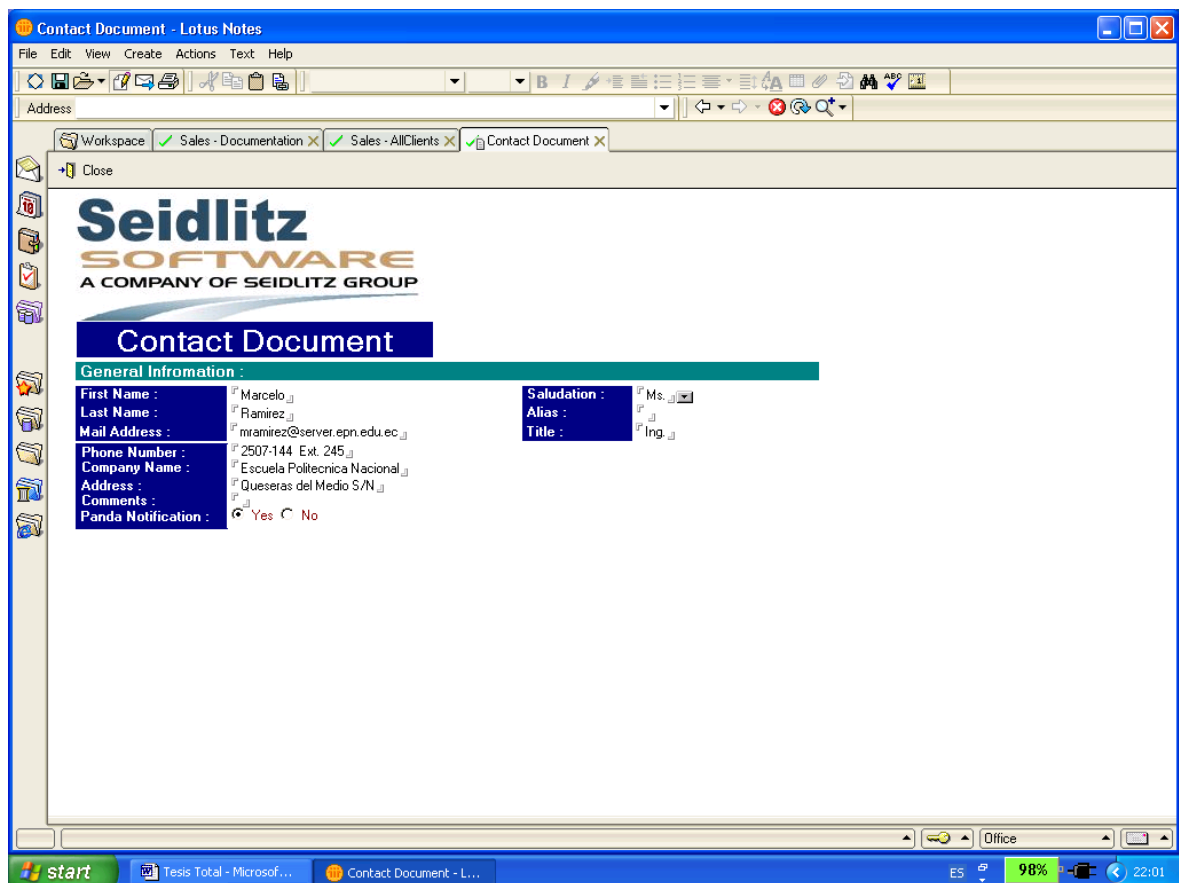 Contact Document - Lotus Notes
File Edit View Create Actions Text Help
Address
Workspace Sales - Documentation Sales - AllClients Contact Document
Close
Seidlitz
SOFTWARE
A COMPANY OF SEIDLITZ GROUP
Contact Document
General Infromation :
First Name : Marcelo Saludation : Ms.
Last Name : Ramirez Alias :
Mail Address : mramirez@server.epn.edu.ec Title : Ing.
Phone Number : 2507-144 Ext. 245
Company Name : Escuela Politecnica Nacional
Address : Queseras del Medio S/N
Comments :
Panda Notification : Yes No
Office
start Tesis Total - Microsof... Contact Document - L... ES 98% 22:01